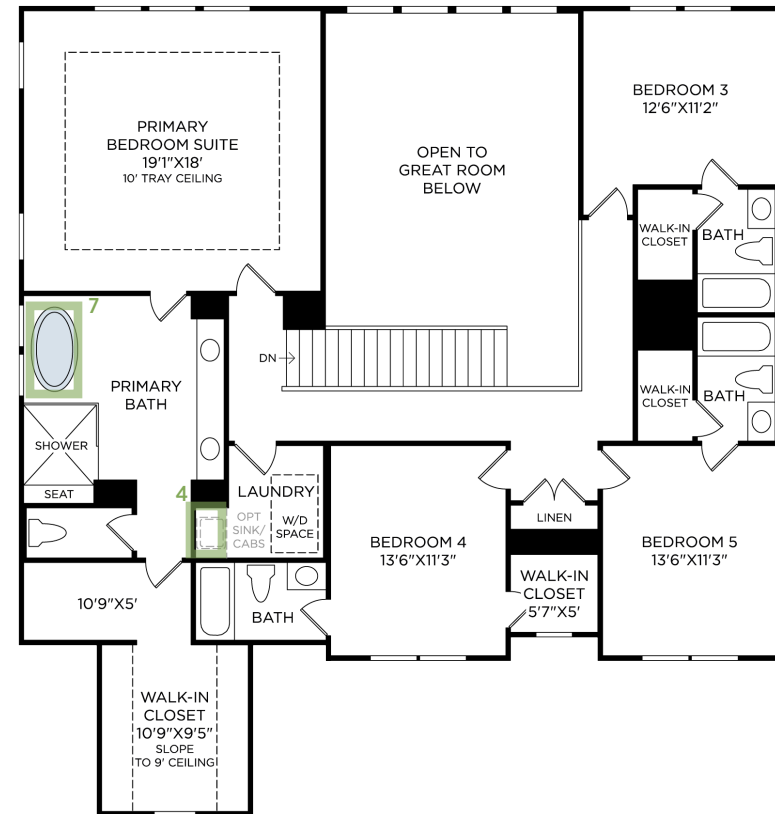 PRIMARY
BEDROOM SUITE
19'1"X18'
10' TRAY CEILING
OPEN TO
GREAT ROOM
BELOW
BEDROOM 3
12'6"X11'2"
WALK-IN
CLOSET
BATH
7
PRIMARY
BATH
DN
WALK-IN
CLOSET
BATH
SHOWER
SEAT
4
LAUNDRY
OPT
SINK/
CABS
W/D
SPACE
LINEN
BEDROOM 4
13'6"X11'3"
BEDROOM 5
13'6"X11'3"
WALK-IN
CLOSET
5'7"X5'
10'9"X5'
BATH
WALK-IN
CLOSET
10'9"X9'5"
SLOPE
TO 9' CEILING